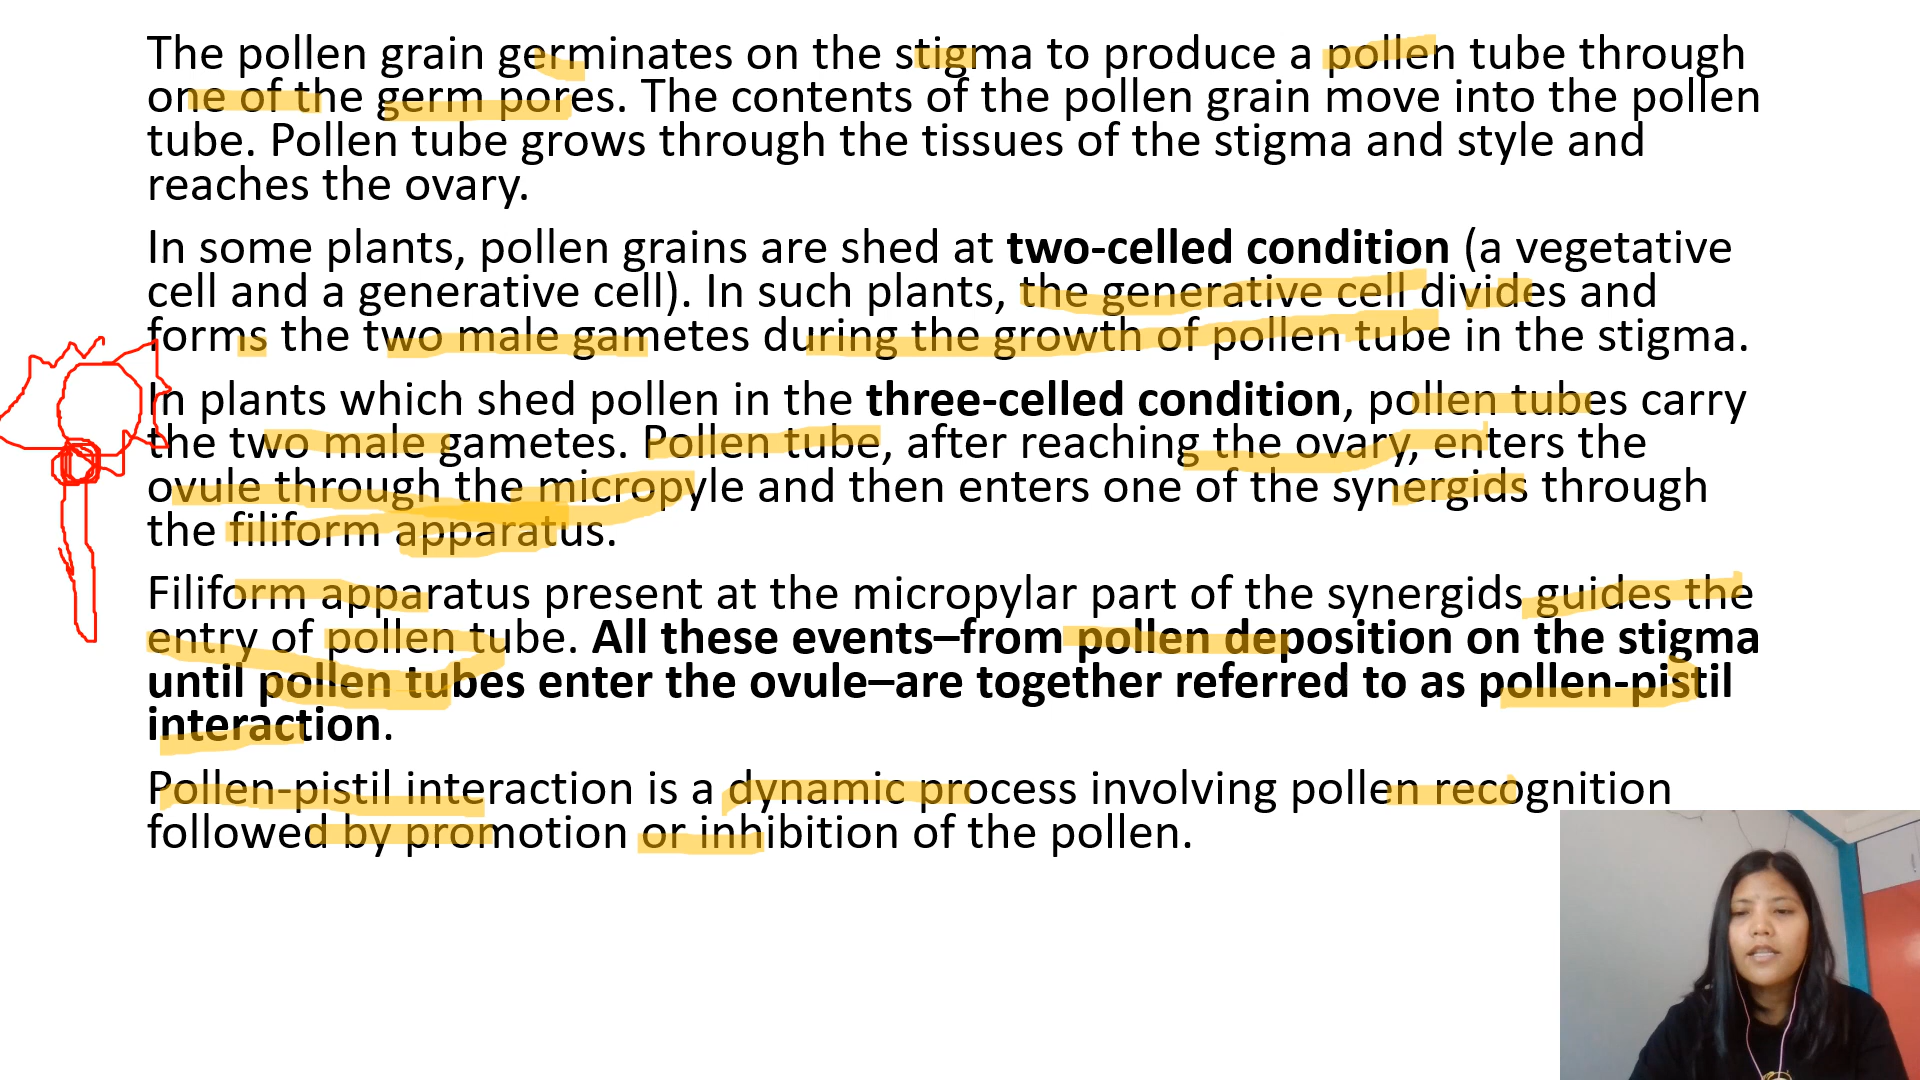 The pollen grain germinates on the stigma to produce a pollen tube through
one of the germ pores. The contents of the pollen grain move into the pollen
tube. Pollen tube grows through the tissues of the stigma and style and
reaches the ovary.
In some plants, pollen grains are shed at two-celled condition (a vegetative
cell and a generative cell). In such plants, the generative cell divides and
forms the two male gametes during the growth of pollen tube in the stigma.
In plants which shed pollen in the three-celled condition, pollen tubes carry
the two male gametes. Pollen tube, after reaching the ovary, enters the
ovule through the micropyle and then enters one of the synergids through
the filiform apparatus.
Filiform apparatus present at the micropylar part of the synergids guides the
entry of pollen tube. All these events–from pollen deposition on the stigma
until pollen tubes enter the ovule–are together referred to as pollen-pistil
interaction.
Pollen-pistil interaction is a dynamic process involving pollen recognition
followed by promotion or inhibition of the pollen.